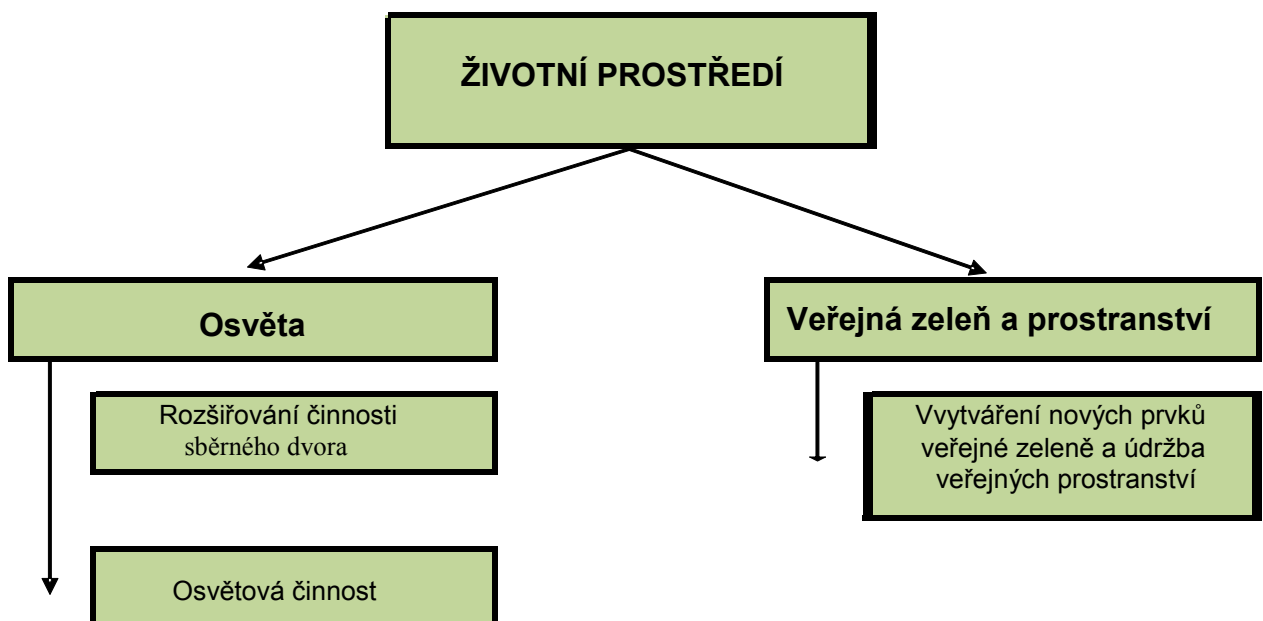 ŽIVOTNÍ PROSTŘEDÍ
Osvěta
Rozšiřování činnosti
sběrného dvora
Osvětová činnost
Veřejná zeleň a prostranství
Vvytváření nových prvků
veřejné zeleně a údržba
veřejných prostranství